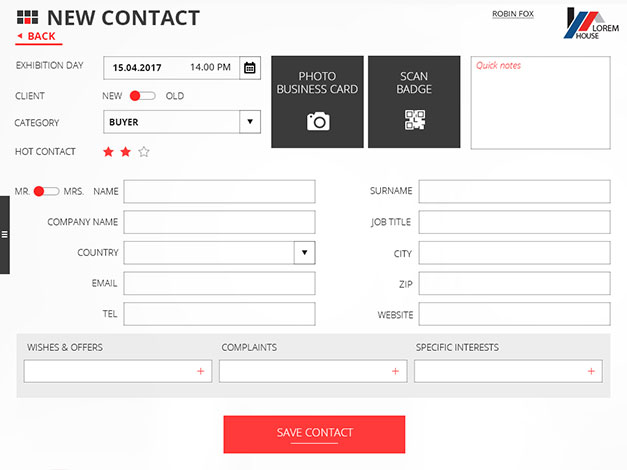 NEW CONTACT
ROBIN FOX
LOREM
HOUSE
BACK
EXHIBITION DAY
15.04.2017 14.00 PM
CLIENT
NEW OLD
CATEGORY
BUYER
HOT CONTACT
PHOTO
BUSINESS CARD
SCAN
BADGE
Quick notes
MR. MRS. NAME
SURNAME
COMPANY NAME
JOB TITLE
COUNTRY
CITY
EMAIL
ZIP
TEL
WEBSITE
WISHES & OFFERS
COMPLAINTS
SPECIFIC INTERESTS
+ + +
SAVE CONTACT